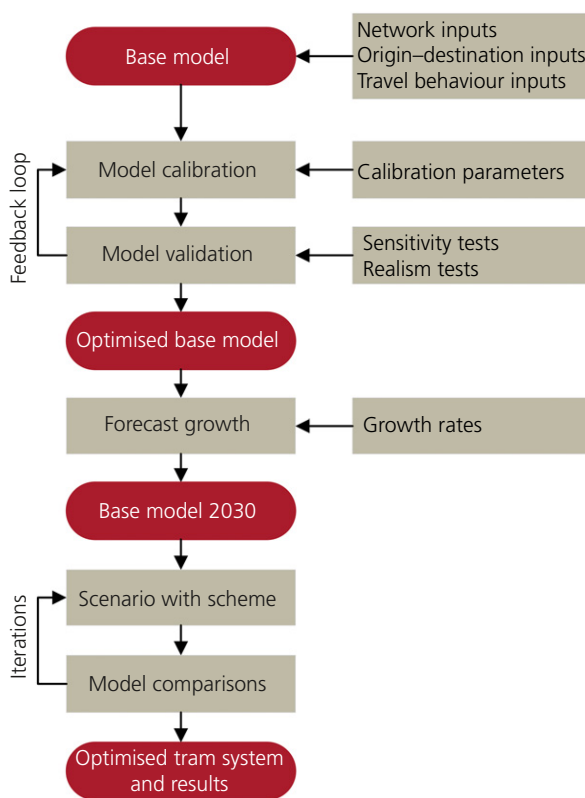 Base model
Network inputs
Origin–destination inputs
Travel behaviour inputs
Feedback loop
Model calibration
Calibration parameters
Model validation
Sensitivity tests
Realism tests
Optimised base model
Forecast growth
Growth rates
Base model 2030
Iterations
Scenario with scheme
Model comparisons
Optimised tram system
and results